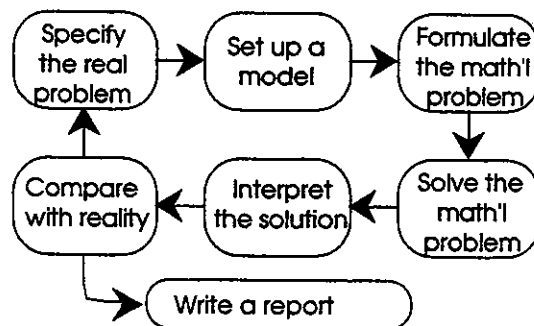 Specify
the real
problem
Set up a
model
Formulate
the math'l
problem
Solve the
math'l
problem
Interpret
the solution
Compare
with reality
Write a report